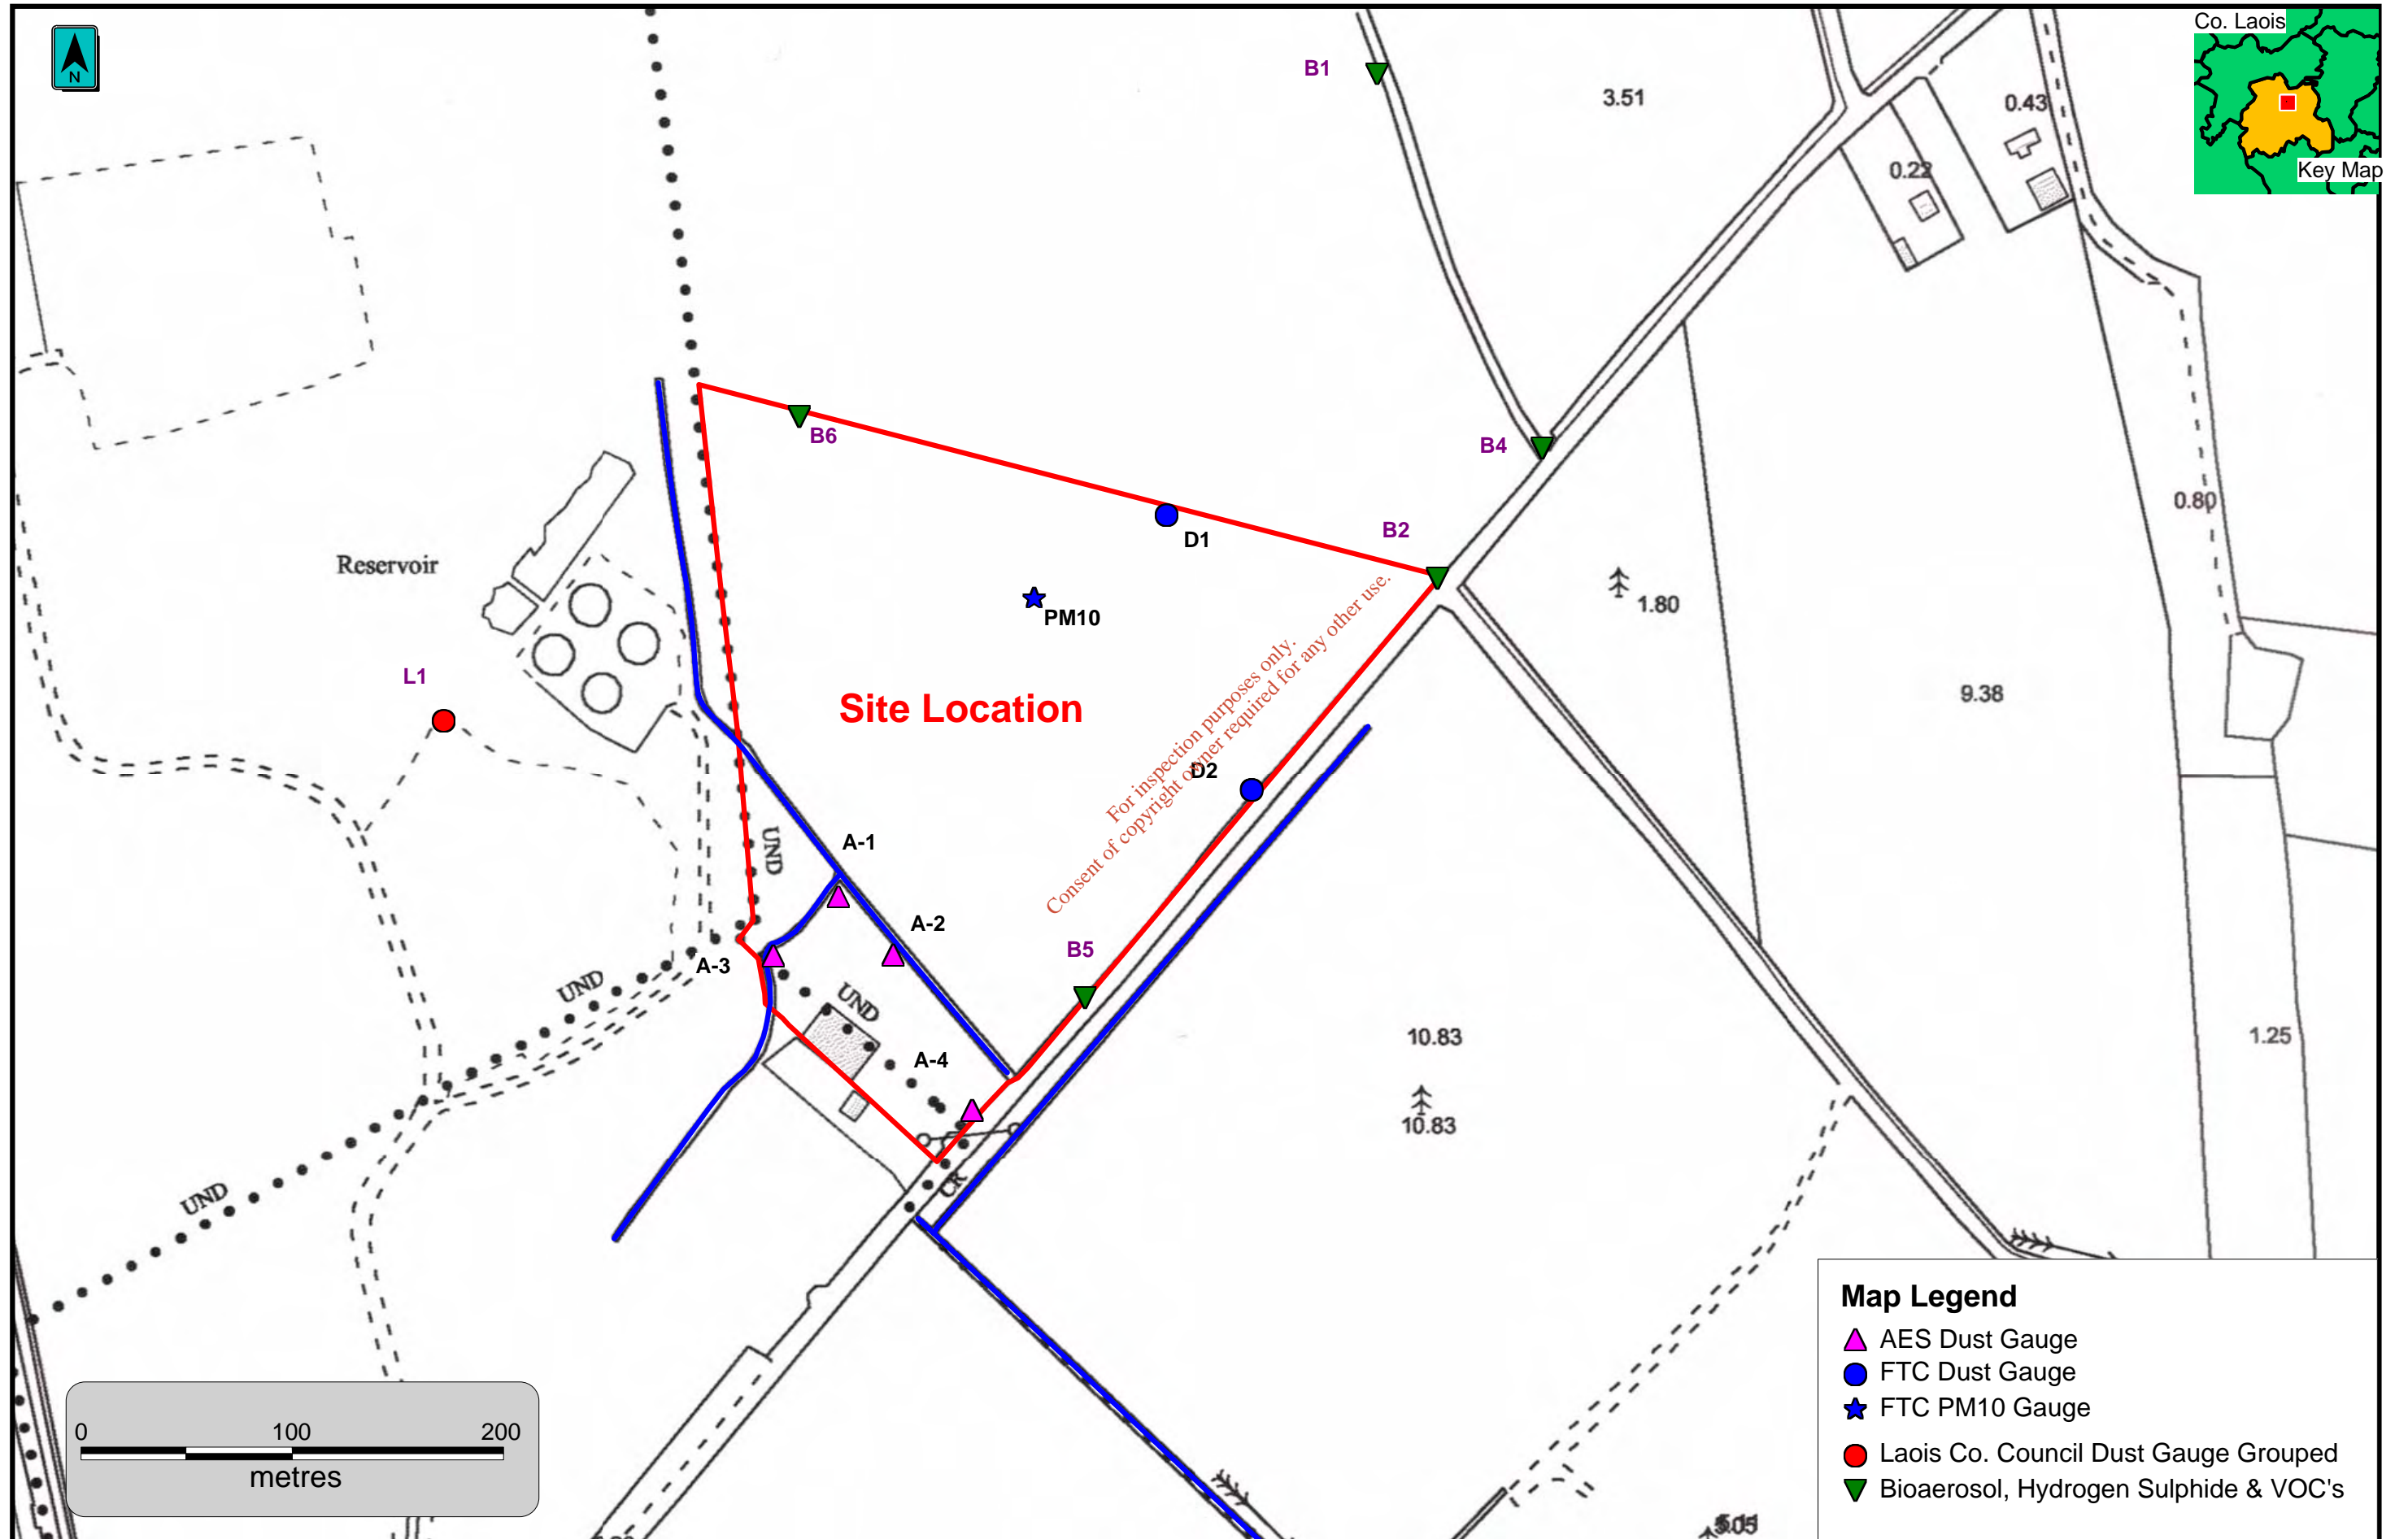 N
Co. Laois
Key Map
B1
3.51
0.43
0.22
B6
B4
0.80
D1
B2
Reservoir
PM10
1.80
L1
Site Location
9.38
For inspection purposes only.
Consent of copyright owner required for any other use.
D2
UND
A-1
A-2
A-3
B5
UND
UND
10.83
1.25
A-4
10.83
UND
CR
Map Legend
AES Dust Gauge
FTC Dust Gauge
FTC PM10 Gauge
Laois Co. Council Dust Gauge Grouped
Bioaerosol, Hydrogen Sulphide & VOC's
0 100 200
metres